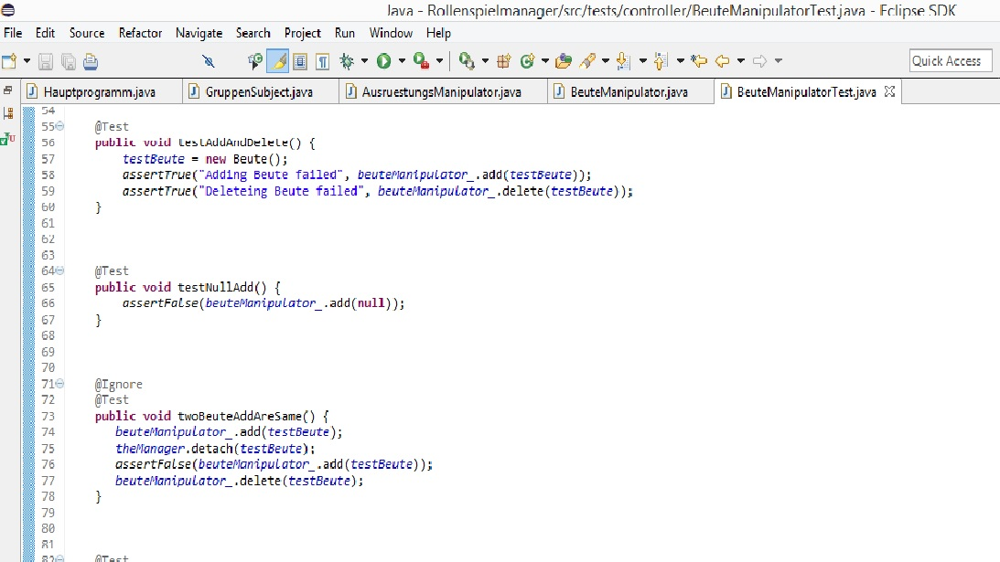 Java - Rollenspielmanager/src/tests/controller/BeuteManipulatorTest.java - Eclipse SDK
File Edit Source Refactor Navigate Search Project Run Window Help
Quick Access
Hauptprogramm.java GruppenSubject.java AusruestungsManipulator.java BeuteManipulator.java BeuteManipulatorTest.java
54
55 @Test
56 public void testAddAndDelete() {
57 testBeute = new Beute();
58 assertTrue("Adding Beute failed", beuteManipulator_.add(testBeute));
59 assertTrue("Deleteing Beute failed", beuteManipulator_.delete(testBeute));
60 }
61
62
63
64 @Test
65 public void testNullAdd() {
66 assertFalse(beuteManipulator_.add(null));
67 }
68
69
70
71 @Ignore
72 @Test
73 public void twoBeuteAddAreSame() {
74 beuteManipulator_.add(testBeute);
75 theManager.detach(testBeute);
76 assertFalse(beuteManipulator_.add(testBeute));
77 beuteManipulator_.delete(testBeute);
78 }
79
80
81
82 @Test